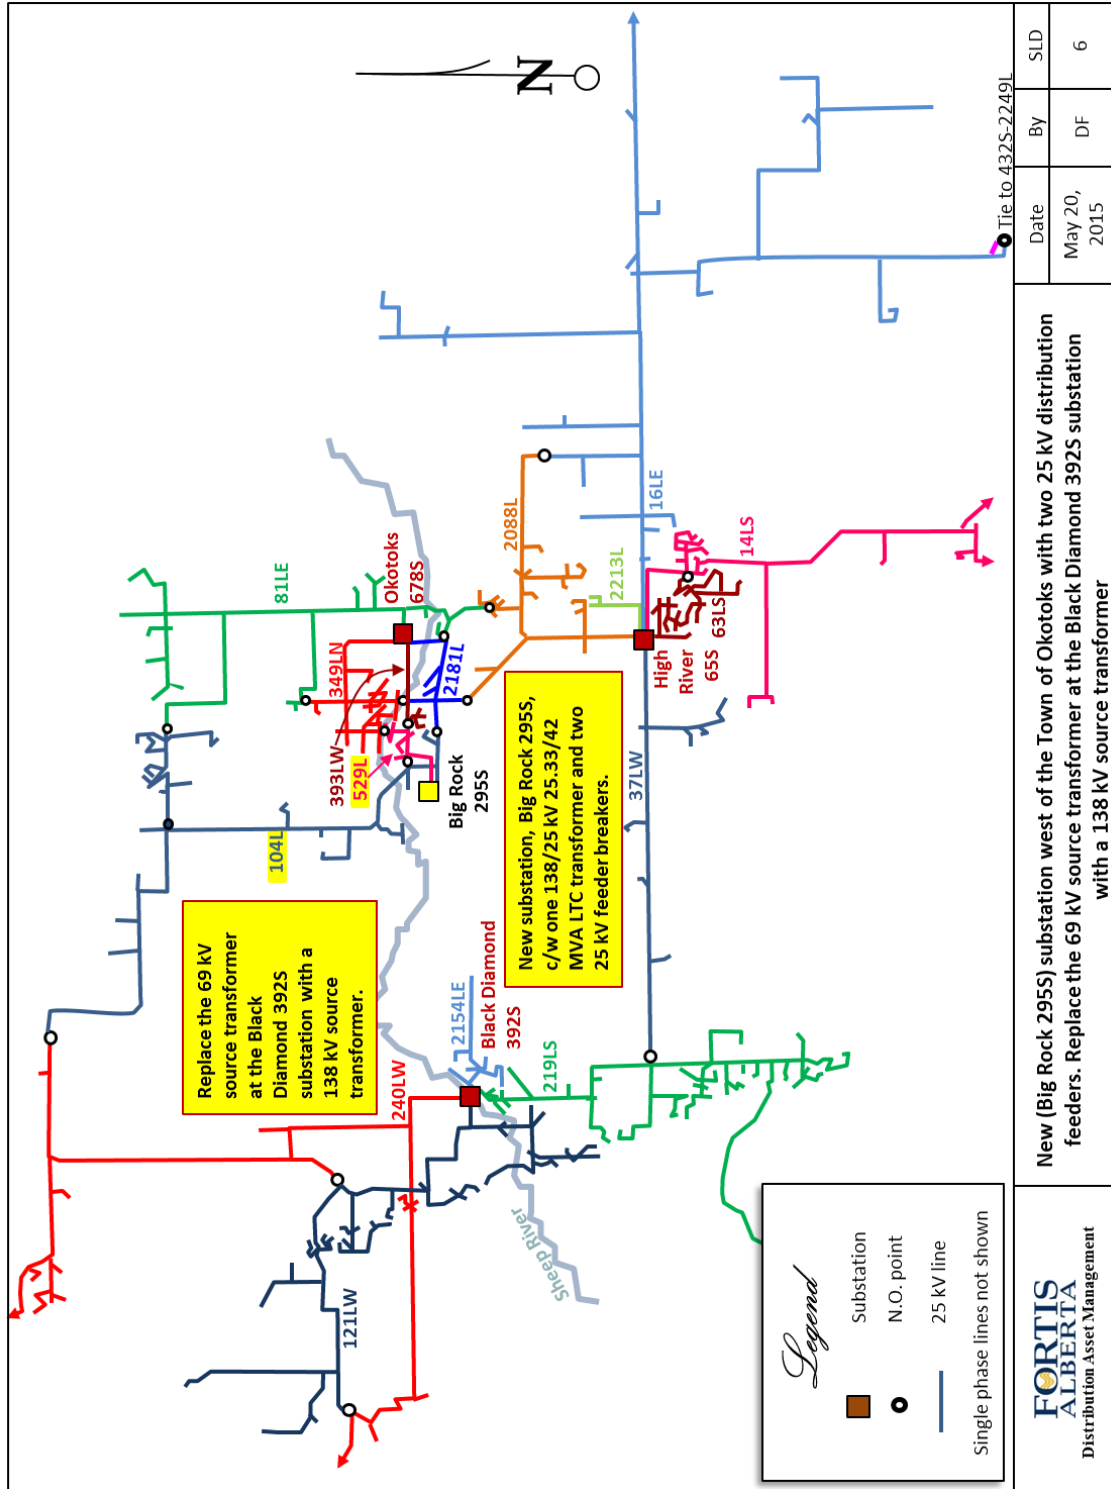 Replace the 69 kV
source transformer
at the Black
Diamond 392S
substation with a
138 kV source
transformer.
New substation, Big Rock 295S,
c/w one 138/25 kV 25.33/42
MVA LTC transformer and two
25 kV feeder breakers.
N
81LE
Okotoks
678S
349LN
393LW
529L
104L
2181L
Big Rock
295S
2088L
2213L
16LE
14LS
63LS
High
River
65S
37LW
2154LE
Black Diamond
392S
240LW
219LS
121LW
Sheep River
Tie to 432S-2249L
Legend
Substation
N.O. point
25 kV line
Single phase lines not shown
FORTIS
ALBERTA
Distribution Asset Management
New (Big Rock 295S) substation west of the Town of Okotoks with two 25 kV distribution
feeders. Replace the 69 kV source transformer at the Black Diamond 392S substation
with a 138 kV source transformer
Date
By
SLD
May 20,
2015
DF
6